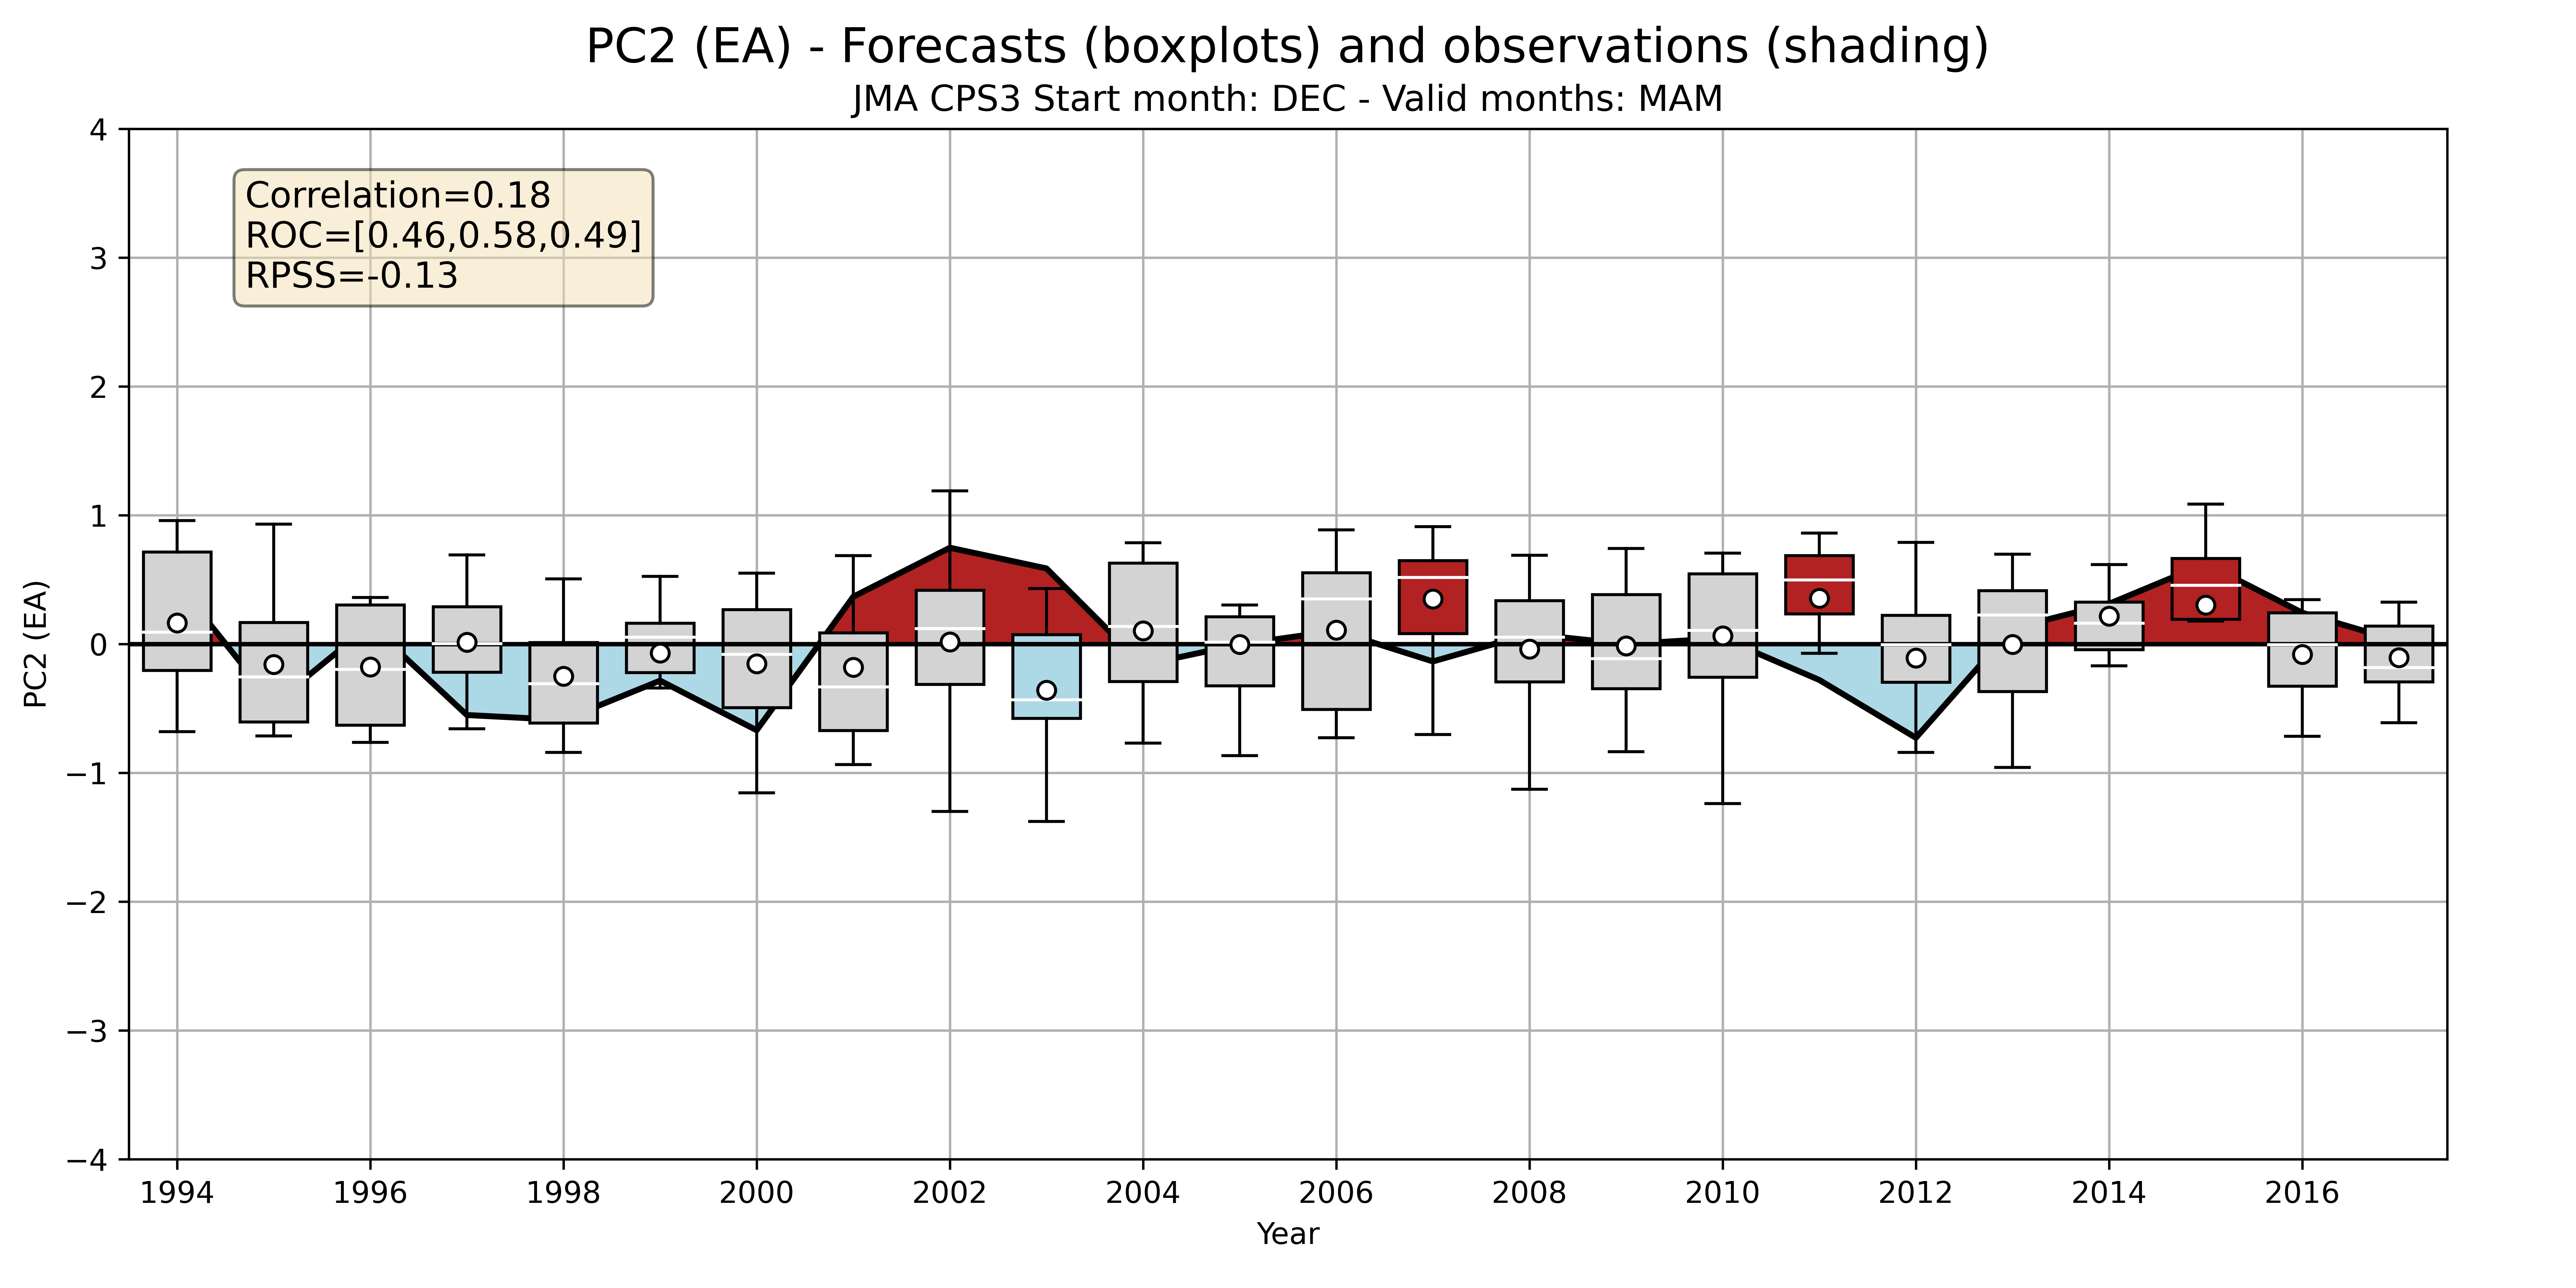 PC2 (EA) - Forecasts (boxplots) and observations (shading)
JMA CPS3 Start month: DEC - Valid months: MAM
Correlation=0.18
ROC=[0.46,0.58,0.49]
RPSS=-0.13
PC2 (EA)
4
3
2
1
0
−1
−2
−3
−4
1994 1996 1998 2000 2002 2004 2006 2008 2010 2012 2014 2016
Year